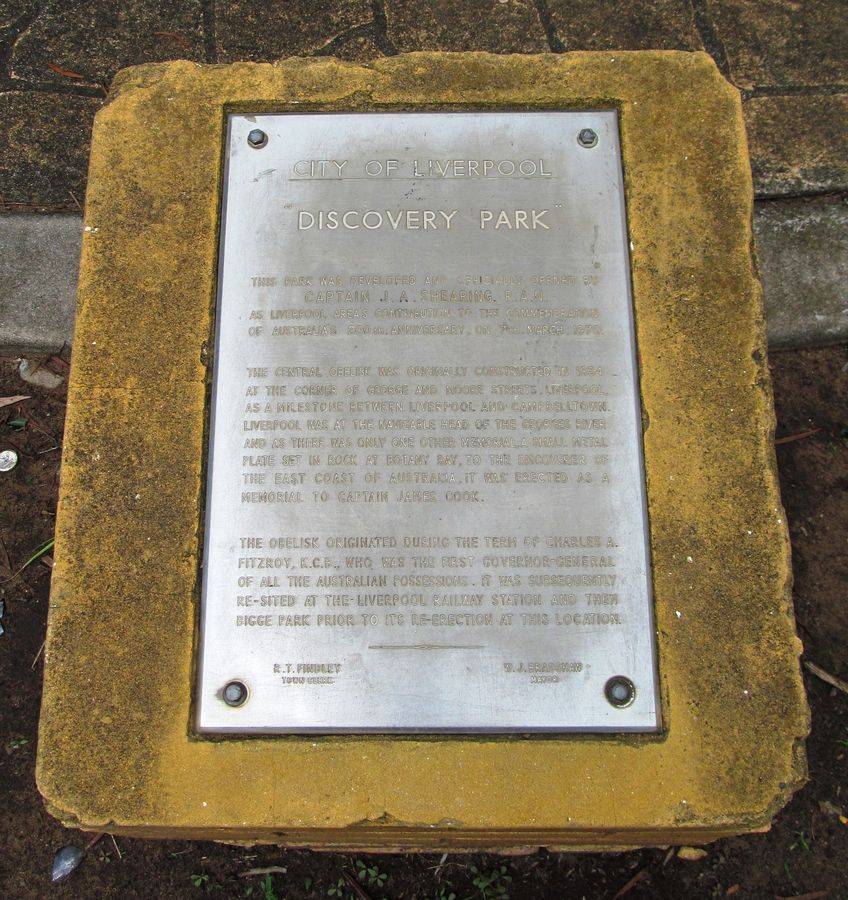 CITY OF LIVERPOOL
"DISCOVERY PARK"
THIS PARK WAS DEVELOPED AND OFFICIALLY OPENED BY
CAPTAIN J. A. SHEARING, R.A.N.
AS LIVERPOOL AREAS CONTRIBUTION TO THE COMMEMORATION
OF AUSTRALIAS 200TH. ANNIVERSARY, ON MARCH, 1970.
THE CENTRAL OBELISK WAS ORIGINALLY CONSTRUCTED IN
AT THE CORNER OF GEORGE AND MOORE STREETS, LIVERPOOL,
AS A MILESTONE BETWEEN LIVERPOOL AND CAMPBELLTOWN.
LIVERPOOL WAS AT THE NAVIGABLE HEAD OF THE GEORGES RIVER
AND AS THERE WAS ONLY ONE OTHER MEMORIAL, A SMALL METAL
PLATE SET IN ROCK AT BOTANY BAY, TO THE DISCOVERER OF
THE EAST COAST OF AUSTRALIA, IT WAS ERECTED AS A
MEMORIAL TO CAPTAIN JAMES COOK.
THE OBELISK ORIGINATED DURING THE TERM OF CHARLES A.
FITZROY, K.C.B., WHO WAS THE FIRST GOVERNOR-GENERAL
OF ALL THE AUSTRALIAN POSSESSIONS. IT WAS SUBSEQUENTLY
RE-SITED AT THE LIVERPOOL RAILWAY STATION AND THEN
BIGGE PARK PRIOR TO ITS RE-ERECTION AT THIS LOCATION.
R. T. FINDLEY W. J. BRADSHAW
TOWN CLERK MAYOR